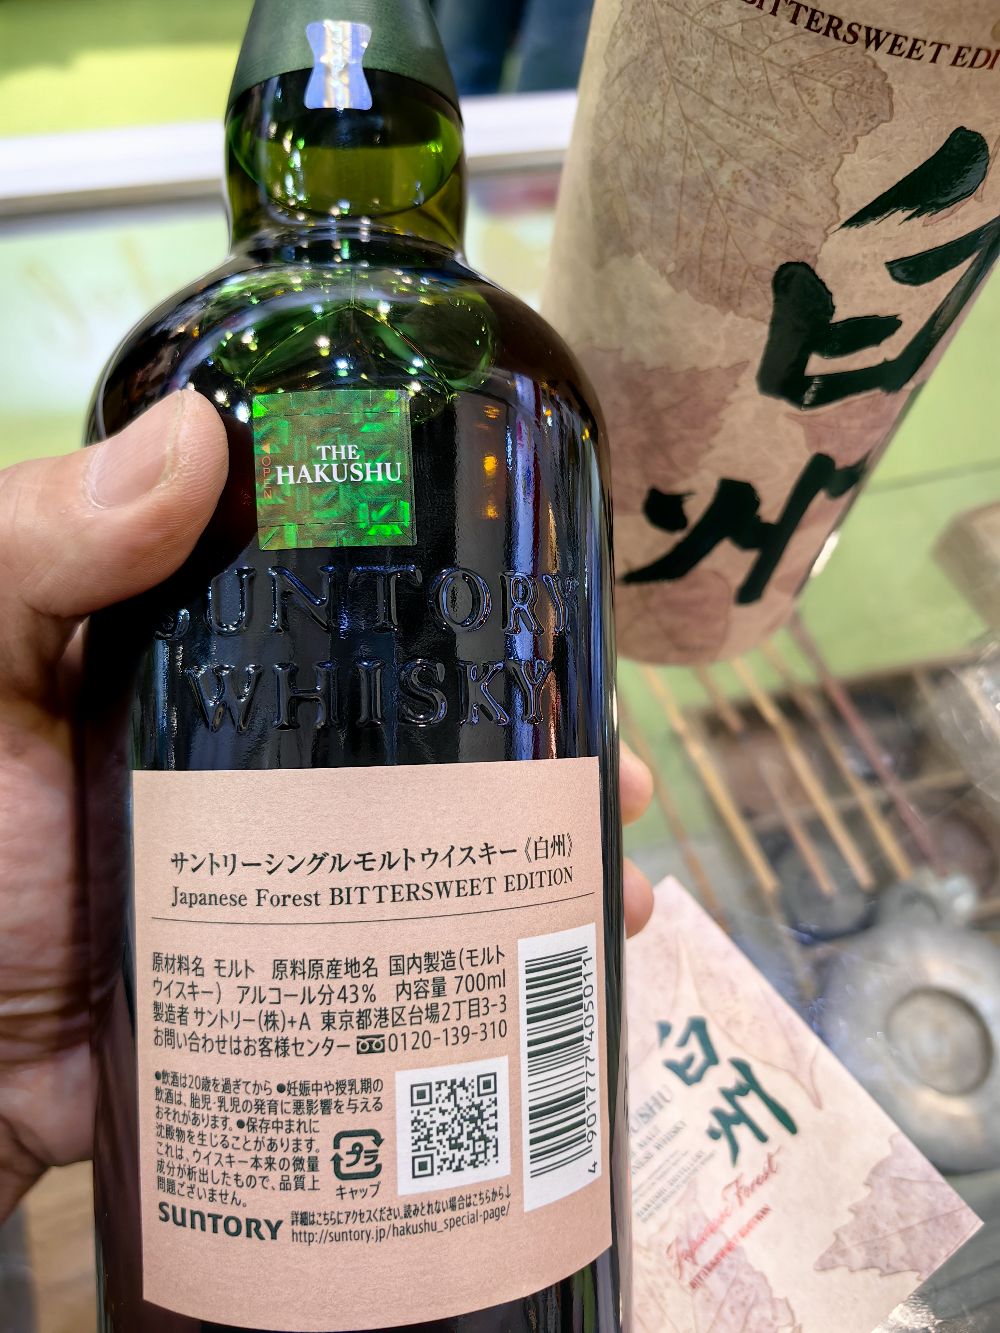 BITTERSWEET EDI
白州
OPEN
THE
HAKUSHU
SUNTORY
WHISKY
サントリーシングルモルトウイスキー《白州》
Japanese Forest BITTERSWEET EDITION
原材料名 モルト 原料原産地名 国内製造(モルト
ウイスキー) アルコール分43% 内容量 700ml
製造者 サントリー(株)+A 東京都港区台場2丁目3-3
お問い合わせはお客様センター 0120-139-310
●飲酒は20歳を過ぎてから ●妊娠中や授乳期の
飲酒は、胎児・乳児の発育に悪影響を与える
おそれがあります。●保存中まれに
沈殿物を生じることがあります。
これは、ウイスキー本来の微量
成分が析出したもので、品質上
問題ございません。
プラ
キャップ
SUNTORY
詳細はこちらにアクセスください。読みとれない場合はこちらから↓
http://suntory.jp/hakushu_special-page/
4 901777 405011
白州
Japanese Forest
BITTERSWEET EDITION